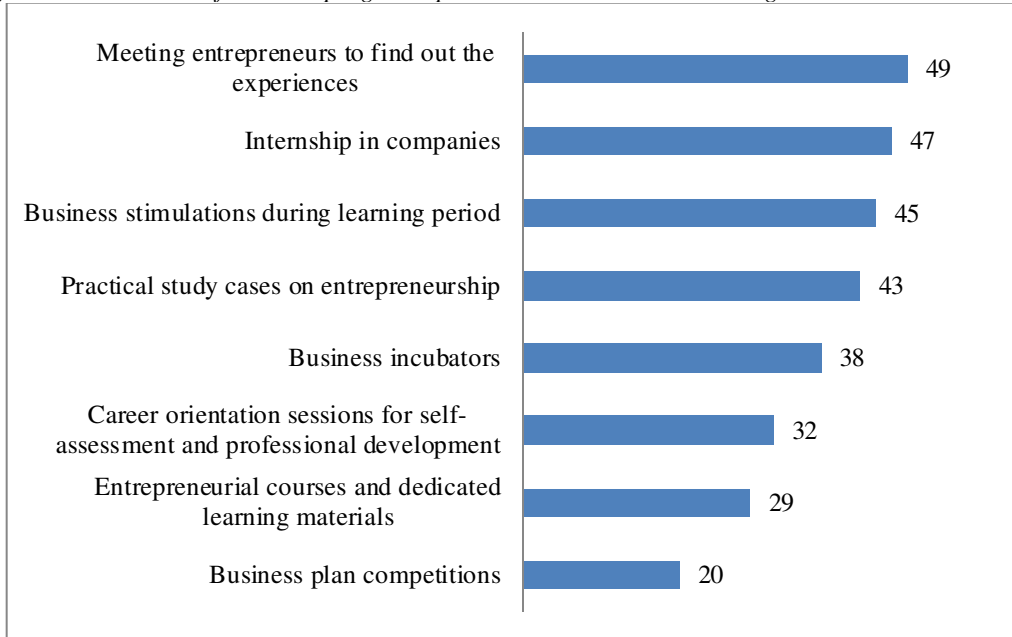 Meeting entrepreneurs to find out the
experiences
49
Internship in companies
47
Business stimulations during learning period
45
Practical study cases on entrepreneurship
43
Business incubators
38
Career orientation sessions for self-
assessment and professional development
32
Entrepreneurial courses and dedicated
learning materials
29
Business plan competitions
20